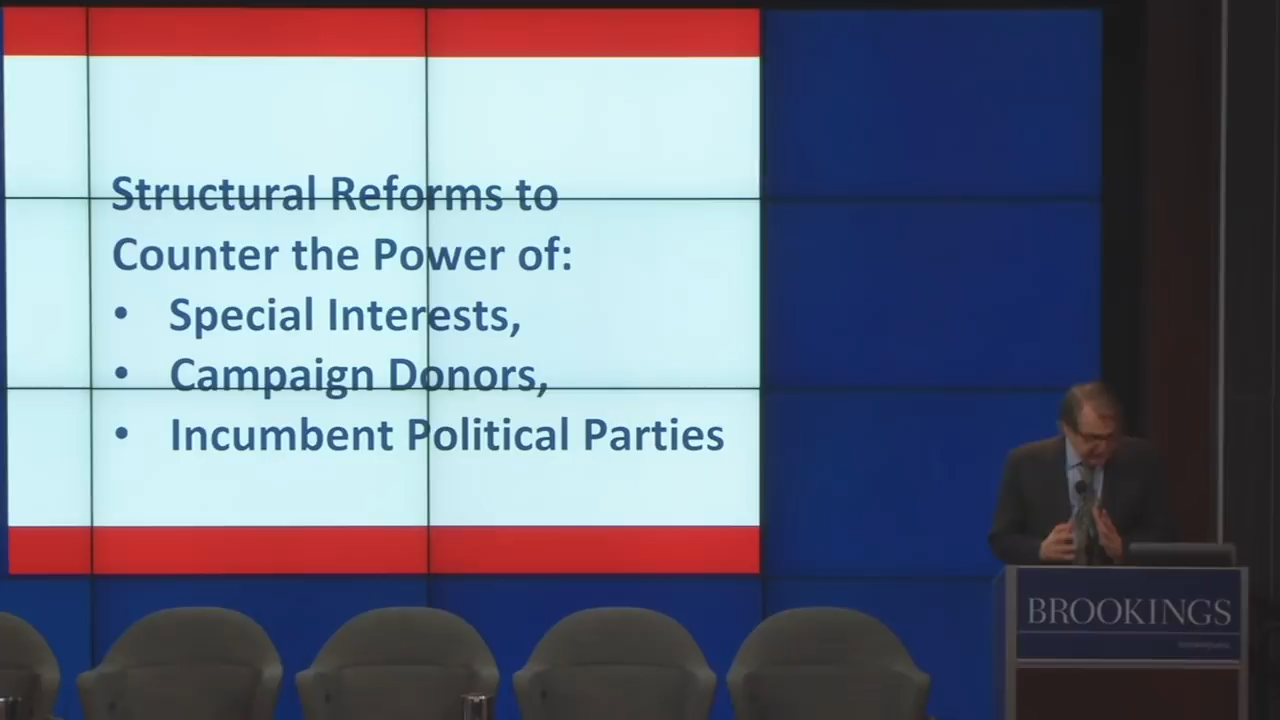 Structural Reforms to
Counter the Power of:
• Special Interests,
• Campaign Donors,
• Incumbent Political Parties
BROOKINGS